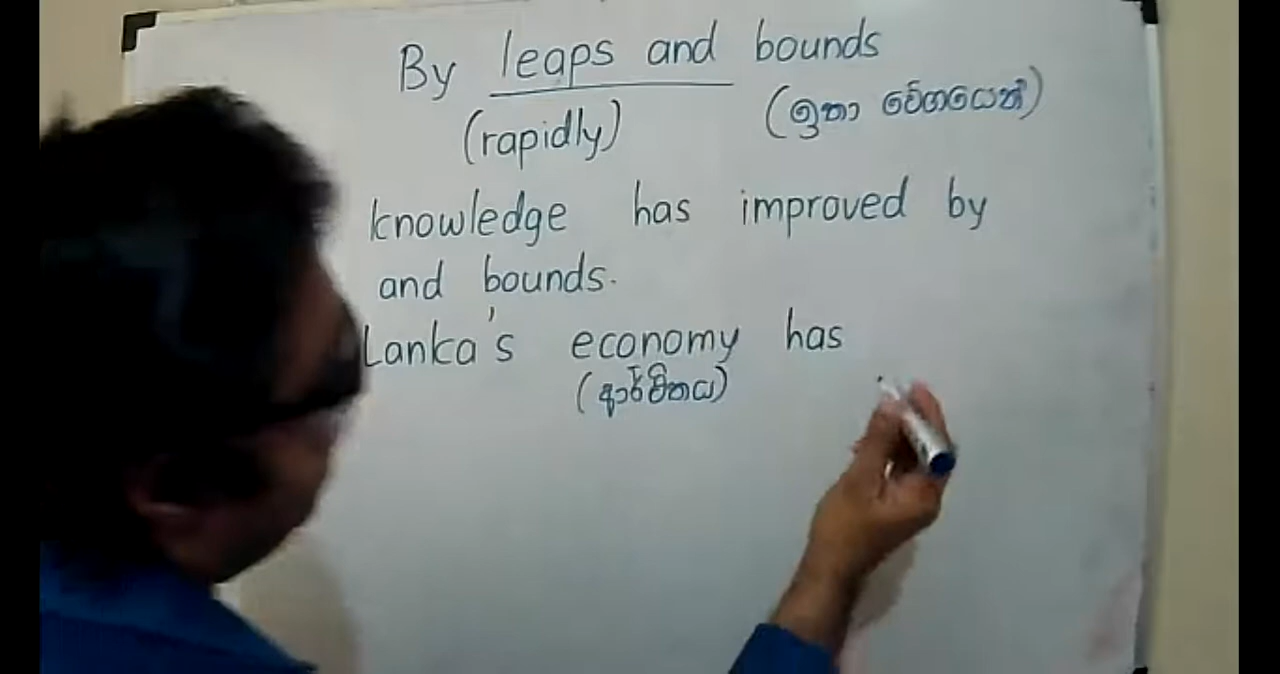 By leaps and bounds
(rapidly) (ඉතා වේගයෙන්)
knowledge has improved by
and bounds.
Lanka's economy has
(ආර්ථිකය)